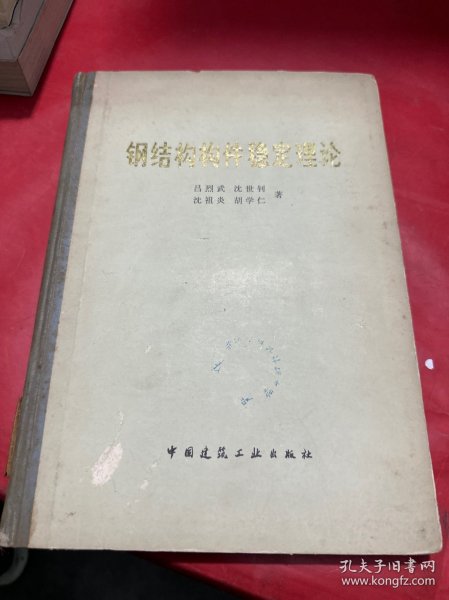 钢结构构件稳定理论
吕烈武 沈世钊
沈祖炎 胡学仁 著
中国建筑工业出版社
孔夫子旧书网
www.kongfz.com